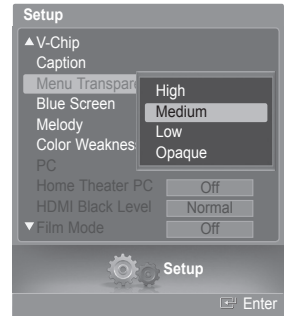 Setup
▲V-Chip
Caption
Menu Transpare
High
Blue Screen
Medium
Melody
Low
Color Weaknes
Opaque
PC
Home Theater PC Off
HDMI Black Level Normal
▼Film Mode Off
Setup
Enter